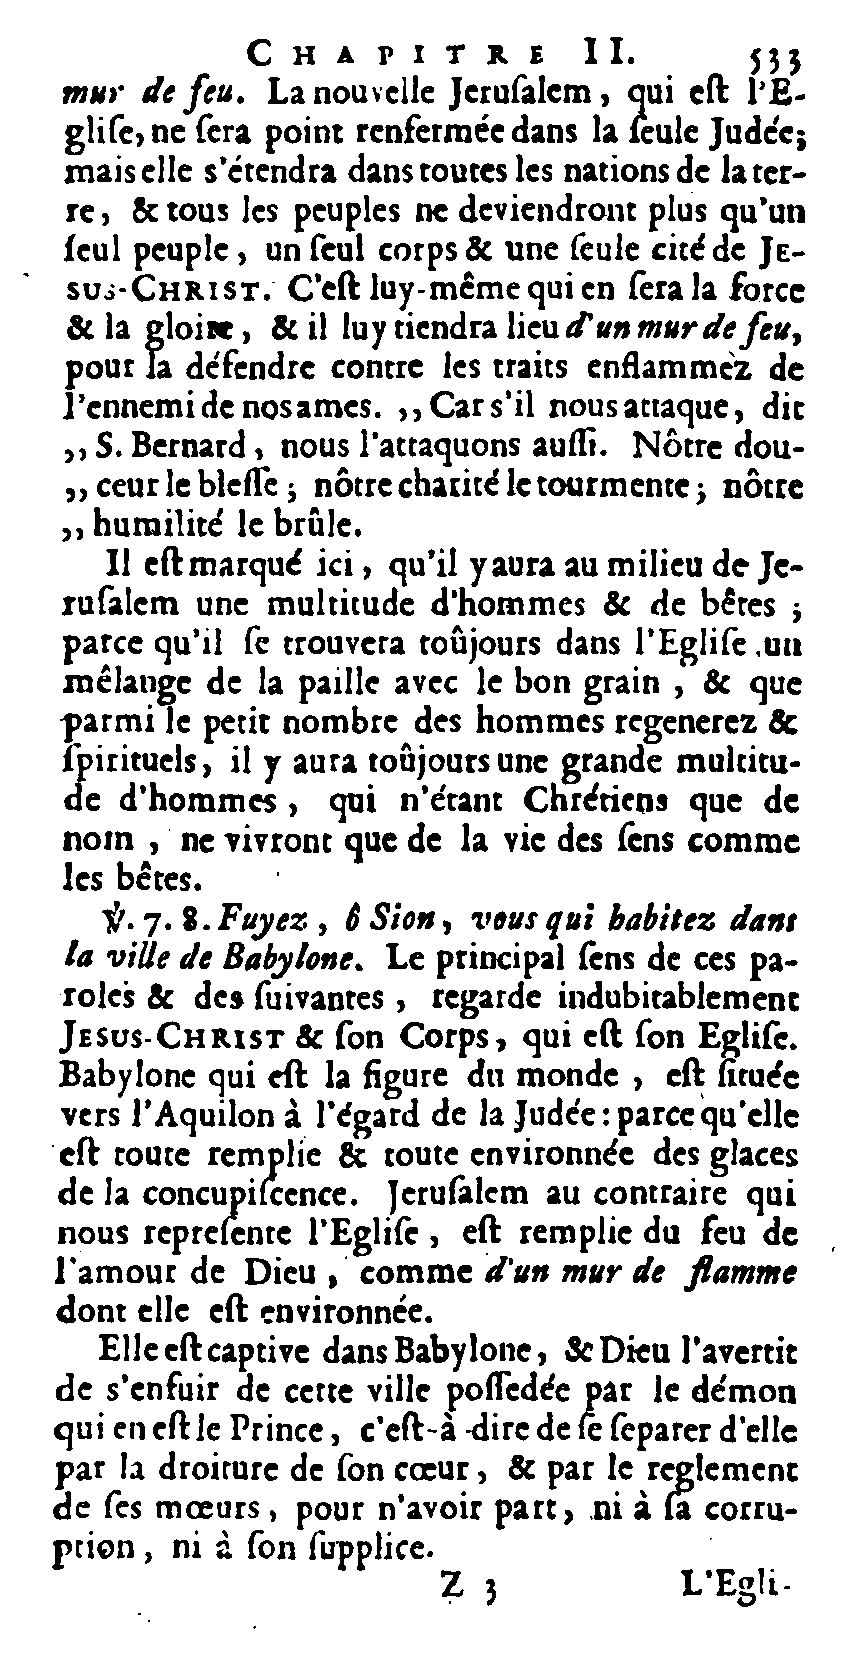 CHAPITRE II. 533
mur de feu. La nouvelle Jeruſalem, qui eſt l'E-
gliſe, ne ſera point renfermée dans la ſeule Judée;
mais elle s'étendra dans toutes les nations de la ter-
re, & tous les peuples ne deviendront plus qu'un
ſeul peuple, un ſeul corps & une ſeule cité de JE-
SUS-CHRIST. C'eſt luy-même qui en ſera la force
& la gloire, & il luy tiendra lieu d'un mur de feu,
pour la défendre contre les traits enflammèz de
l'ennemi de nos ames. ,, Car s'il nous attaque, dit
,, S. Bernard, nous l'attaquons auſſi. Nôtre dou-
,, ceur le bleſſe; nôtre charité le tourmente; nôtre
,, humilité le brûle.
Il eſt marqué ici, qu'il y aura au milieu de Je-
ruſalem une multitude d'hommes & de bêtes;
parce qu'il ſe trouvera toûjours dans l'Egliſe un
mêlange de la paille avec le bon grain, & que
parmi le petit nombre des hommes regenerez &
ſpirituels, il y aura toûjours une grande multitu-
de d'hommes, qui n'étant Chrétiens que de
nom, ne vivront que de la vie des ſens comme
les bêtes.
℣. 7. 8. Fuyez, ô Sion, vous qui habitez dans
la ville de Babylone. Le principal ſens de ces pa-
roles & des ſuivantes, regarde indubitablement
JESUS-CHRIST & ſon Corps, qui eſt ſon Egliſe.
Babylone qui eſt la figure du monde, eſt ſituée
vers l'Aquilon à l'égard de la Judée: parce qu'elle
eſt toute remplie & toute environnée des glaces
de la concupiſcence. Jeruſalem au contraire qui
nous repreſente l'Egliſe, eſt remplie du feu de
l'amour de Dieu, comme d'un mur de flamme
dont elle eſt environnée.
Elle eſt captive dans Babylone, & Dieu l'avertit
de s'enfuir de cette ville poſſedée par le démon
qui en eſt le Prince, c'eſt-à-dire de ſe ſeparer d'elle
par la droiture de ſon cœur, & par le reglement
de ſes mœurs, pour n'avoir part, ni à ſa corru-
ption, ni à ſon ſupplice.
Z 3 L'Egli-